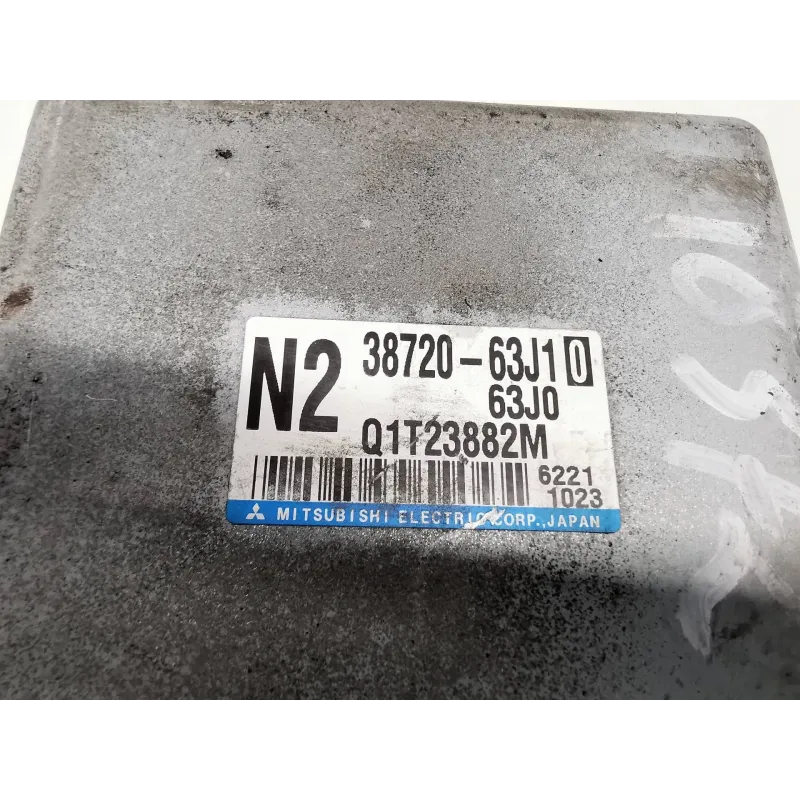 N2
38720-63J10
63J0
Q1T23882M
6221
1023
MITSUBISHI ELECTRIC CORP., JAPAN